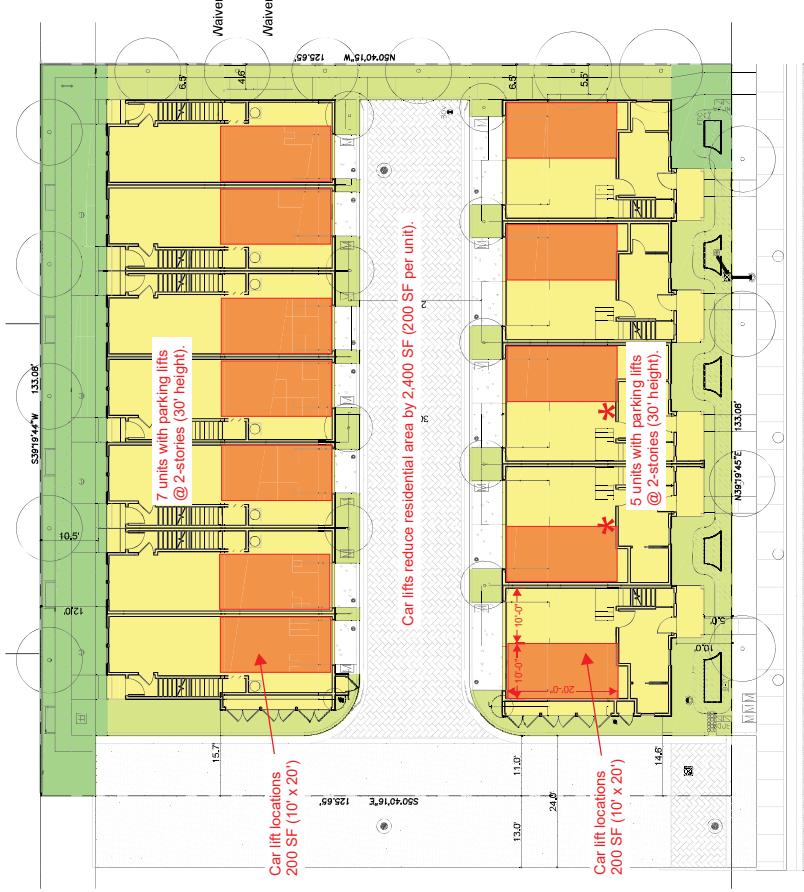 Waiver
Waiver
N50°40'15"W 125.65'
6.5'
4.6'
6.5'
5.5'
S39°19'44"W 133.08'
7 units with parking lifts
@ 2-stories (30' height).
Car lifts reduce residential area by 2,400 SF (200 SF per unit).
*
5 units with parking lifts
@ 2-stories (30' height).
*
N39°19'45"E 133.08'
10.5'
12.0'
10'-0"
10'-0"
20'-0"
5.0'
10.0'
15.7'
11.0'
14.6'
24.0'
13.0'
S50°40'16"E 125.65'
Car lift locations
200 SF (10' x 20')
Car lift locations
200 SF (10' x 20')